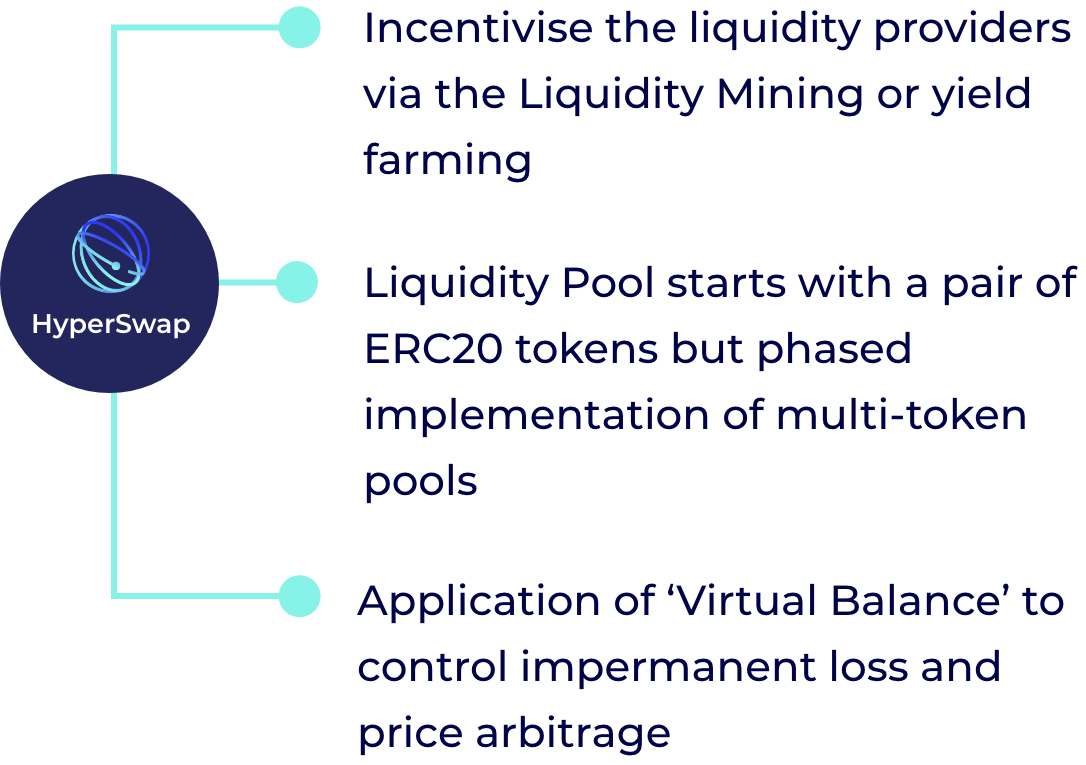 Incentivise the liquidity providers
via the Liquidity Mining or yield
farming
HyperSwap
Liquidity Pool starts with a pair of
ERC20 tokens but phased
implementation of multi-token
pools
Application of ‘Virtual Balance’ to
control impermanent loss and
price arbitrage